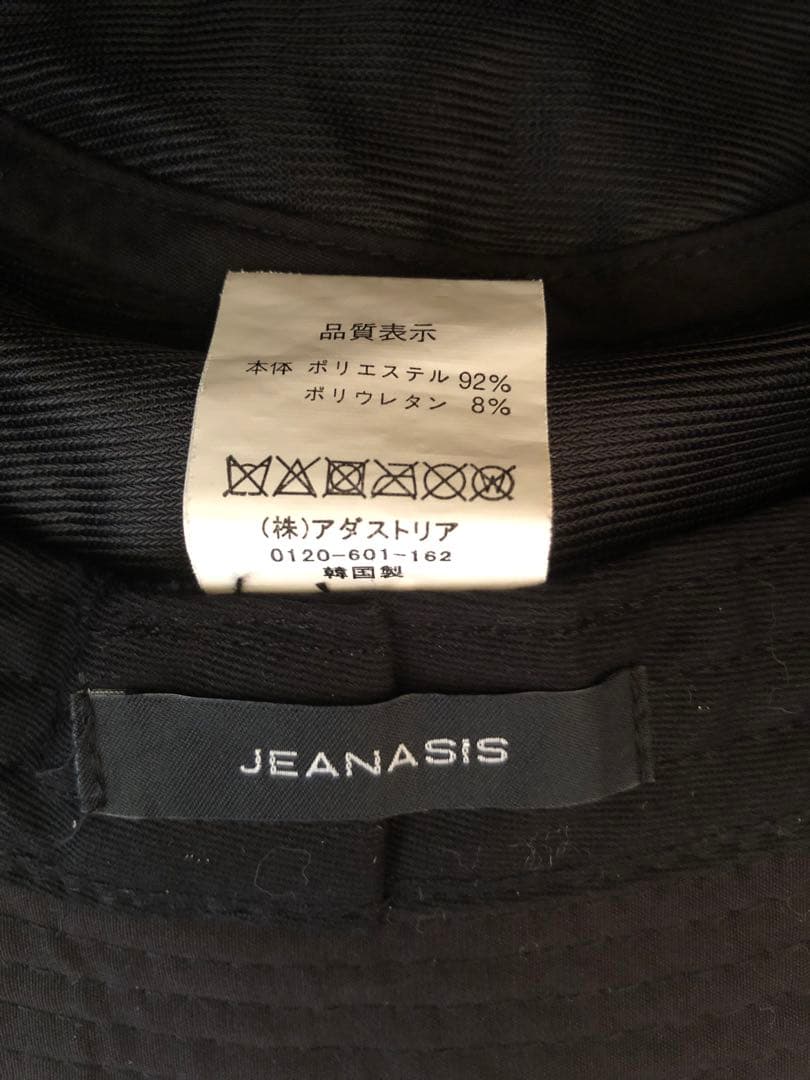 品質表示
本体 ポリエステル 92%
ポリウレタン 8%
(株)アダストリア
0120-601-162
韓国製
JEANASIS